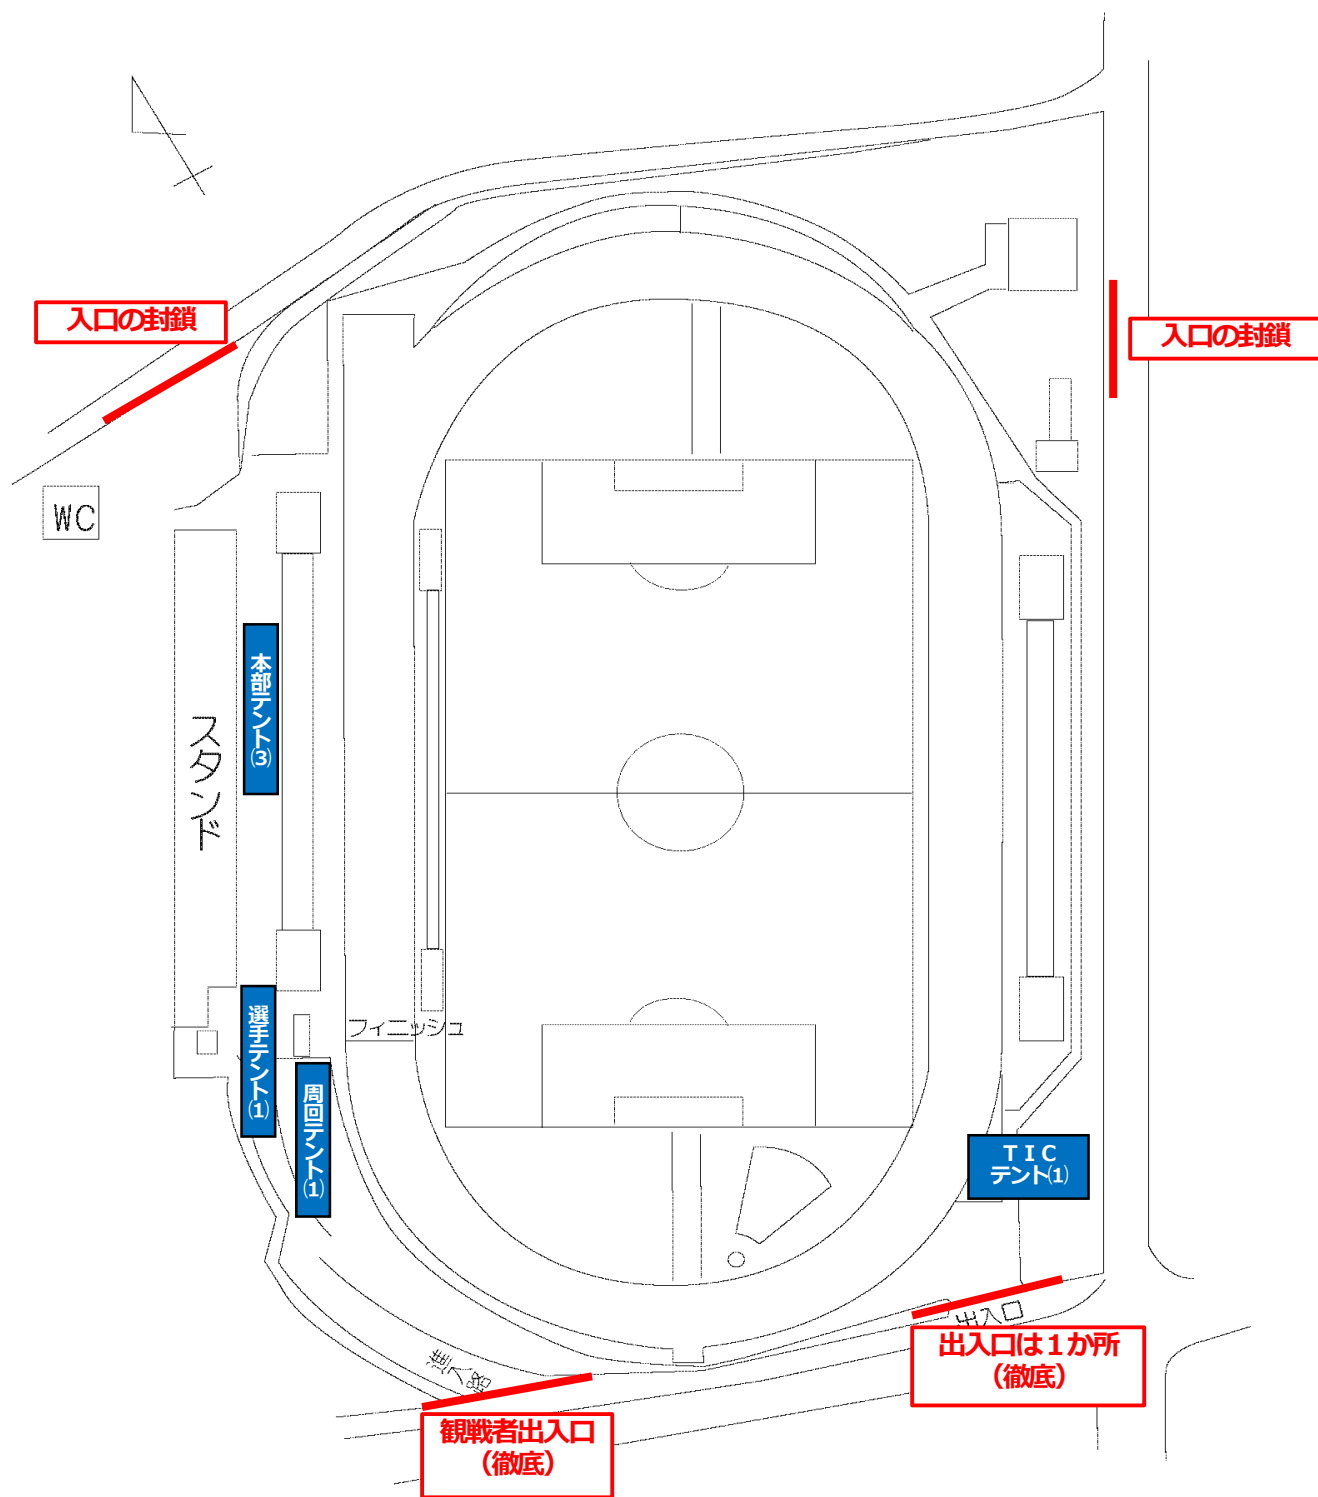 入口の封鎖
入口の封鎖
WC
本部テント(3)
スタンド
選手テント(1)
フィニッシュ
周回テント(1)
ＴＩＣ
テント(1)
出入口
出入口は１か所
（徹底）
進入路
観戦者出入口
（徹底）